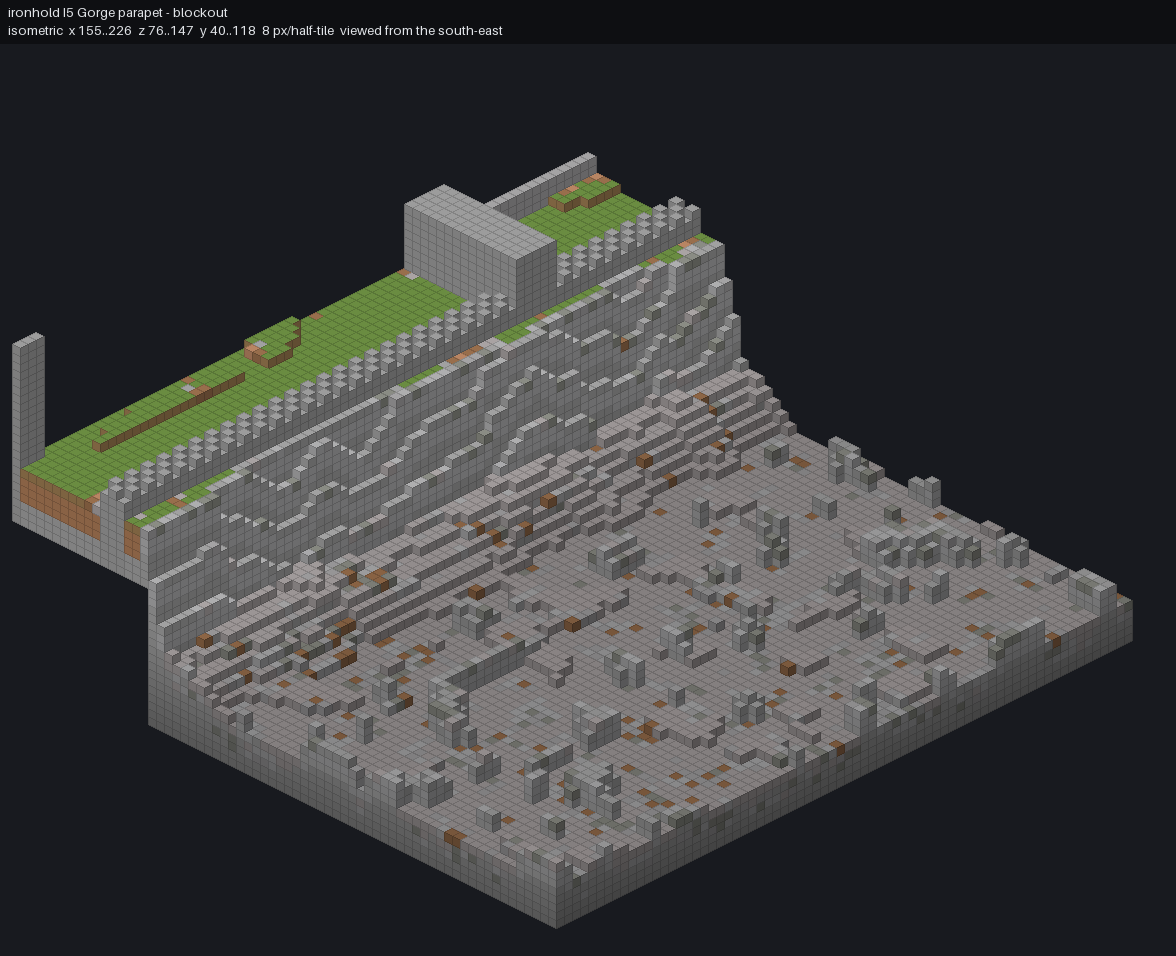 ironhold I5 Gorge parapet - blockout
isometric x 155..226 z 76..147 y 40..118 8 px/half-tile viewed from the south-east